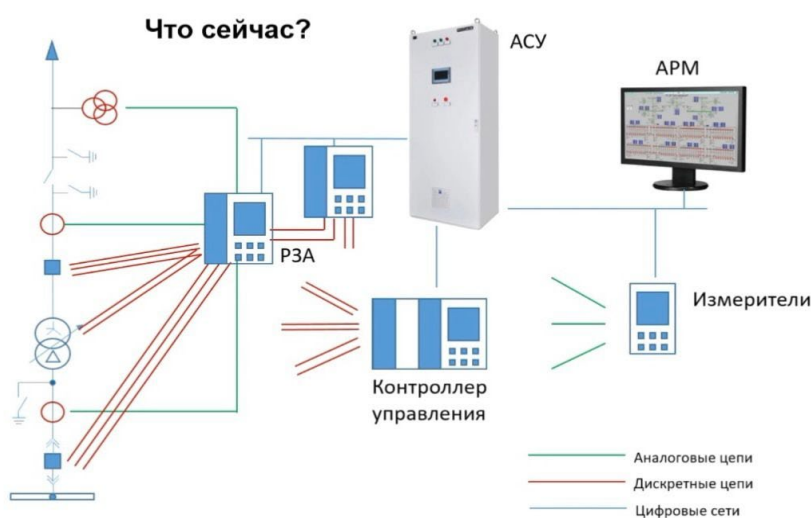 Что сейчас?
АСУ
АРМ
РЗА
Измерители
Контроллер
управления
Аналоговые цепи
Дискретные цепи
Цифровые сети